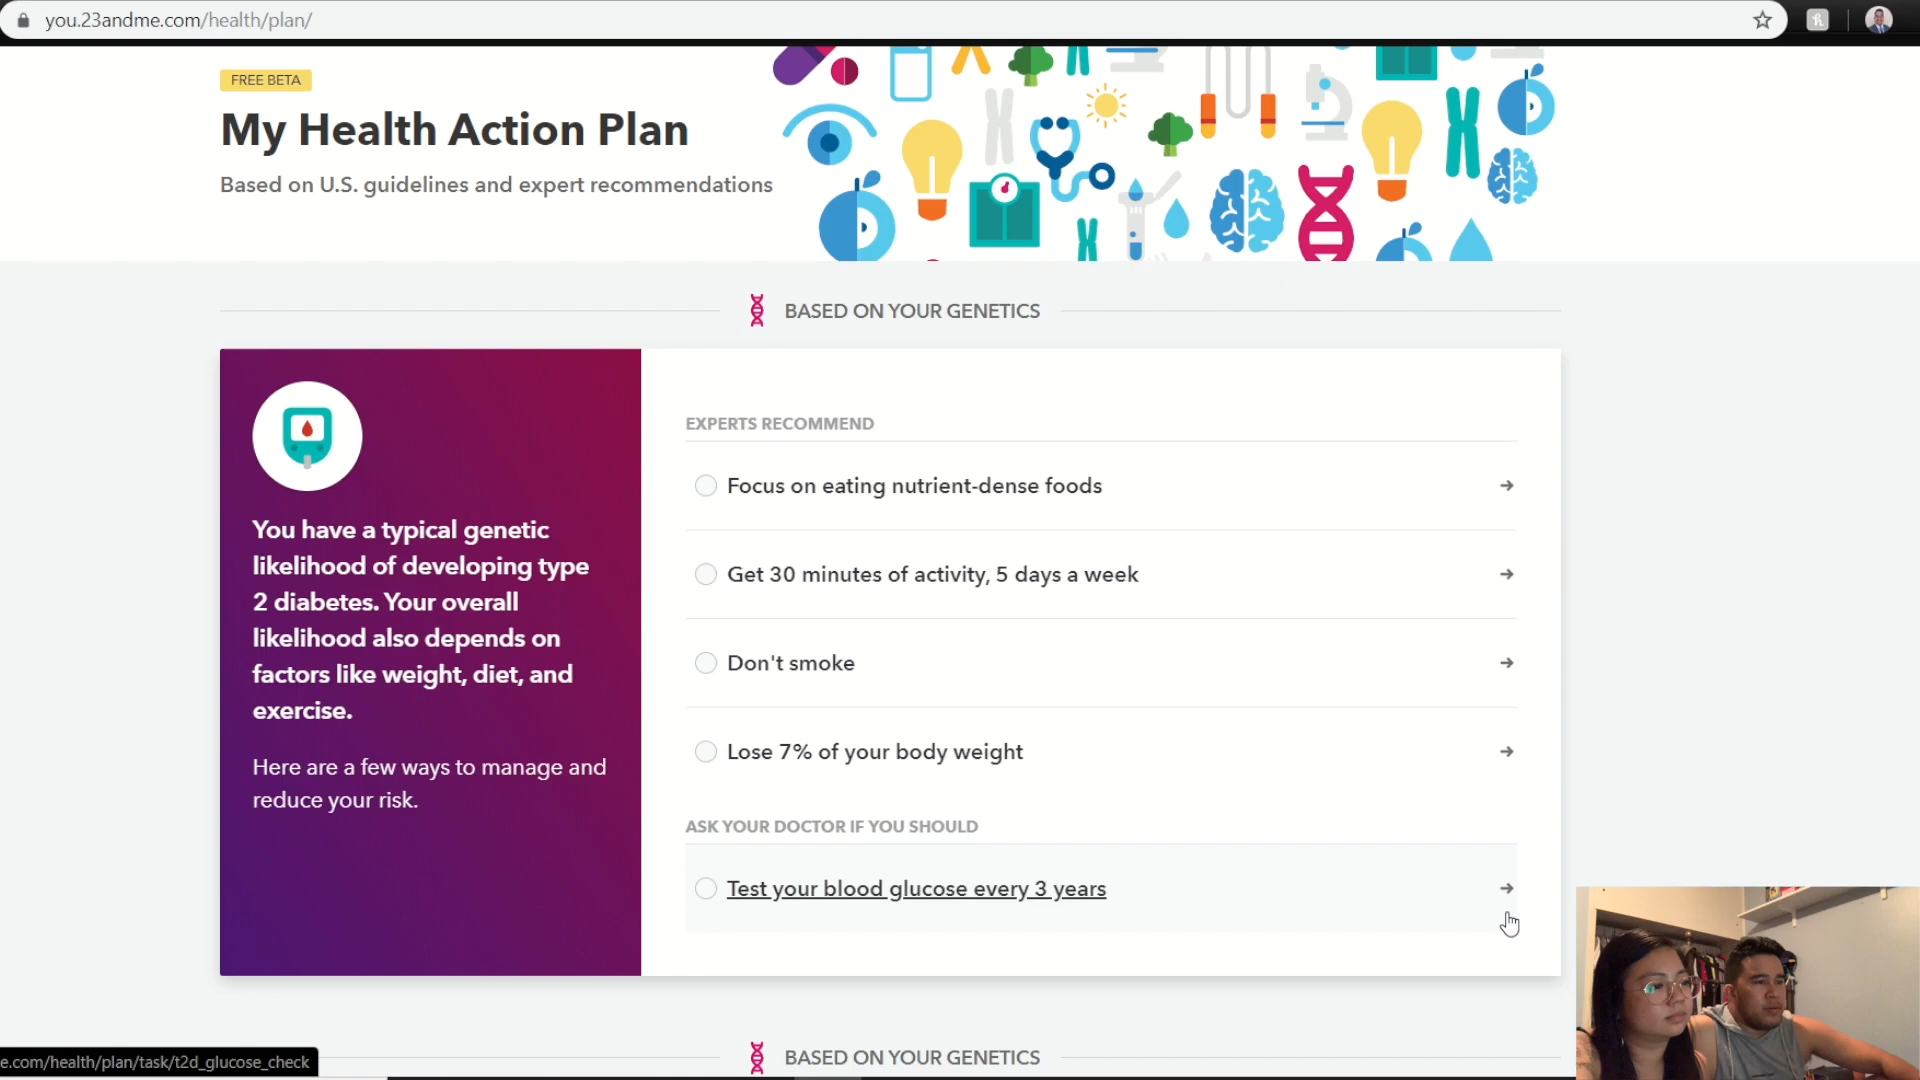 you.23andme.com/health/plan/
FREE BETA
My Health Action Plan
Based on U.S. guidelines and expert recommendations
BASED ON YOUR GENETICS
You have a typical genetic
likelihood of developing type
2 diabetes. Your overall
likelihood also depends on
factors like weight, diet, and
exercise.
Here are a few ways to manage and
reduce your risk.
EXPERTS RECOMMEND
Focus on eating nutrient-dense foods
Get 30 minutes of activity, 5 days a week
Don't smoke
Lose 7% of your body weight
ASK YOUR DOCTOR IF YOU SHOULD
Test your blood glucose every 3 years
BASED ON YOUR GENETICS
e.com/health/plan/task/t2d_glucose_check